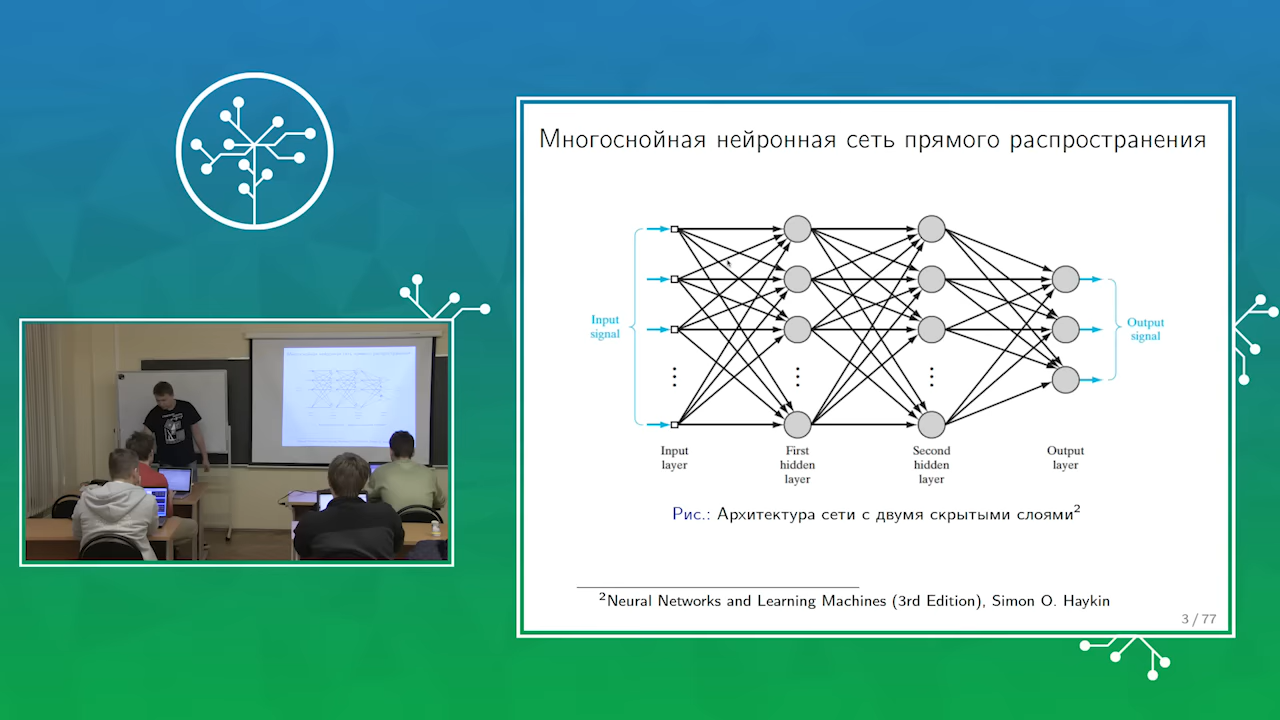 Многоснойная нейронная сеть прямого распространения
Input
signal
Output
signal
Input
layer
First
hidden
layer
Second
hidden
layer
Output
layer
Рис.: Архитектура сети с двумя скрытыми слоями²
²Neural Networks and Learning Machines (3rd Edition), Simon O. Haykin
3 / 77